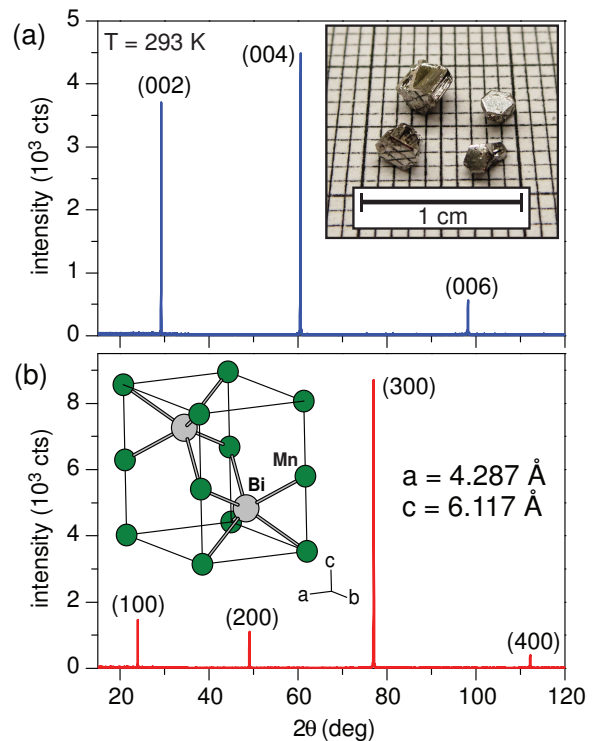 (a)
T = 293 K
(002)
(004)
(006)
1 cm
intensity (10³ cts)
5
4
3
2
1
0
(b)
(300)
Mn
Bi
a = 4.287 Å
c = 6.117 Å
c
a
b
(100)
(200)
(400)
intensity (10³ cts)
8
6
4
2
0
20 40 60 80 100 120
2θ (deg)